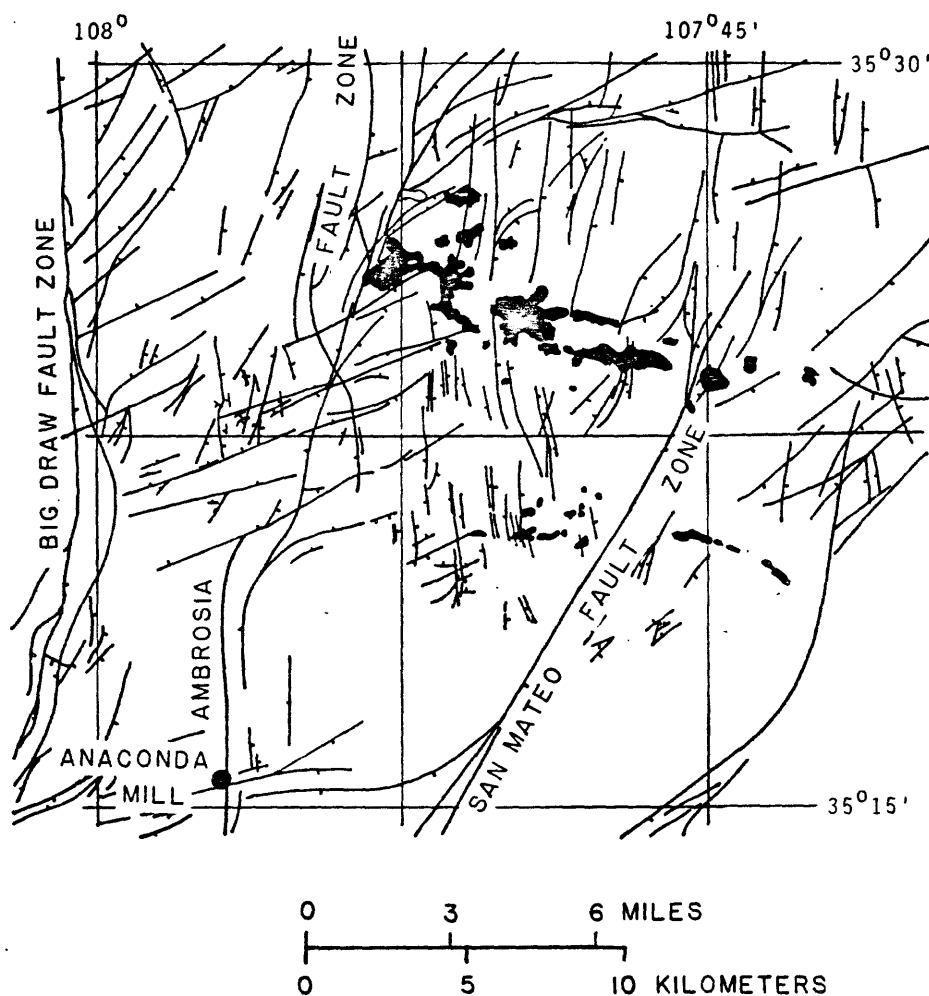 108°
107°45'
35°30'
BIG DRAW FAULT ZONE
AMBROSIA FAULT ZONE
SAN MATEO FAULT ZONE
ANACONDA
MILL
35°15'
0 3 6 MILES
0 5 10 KILOMETERS